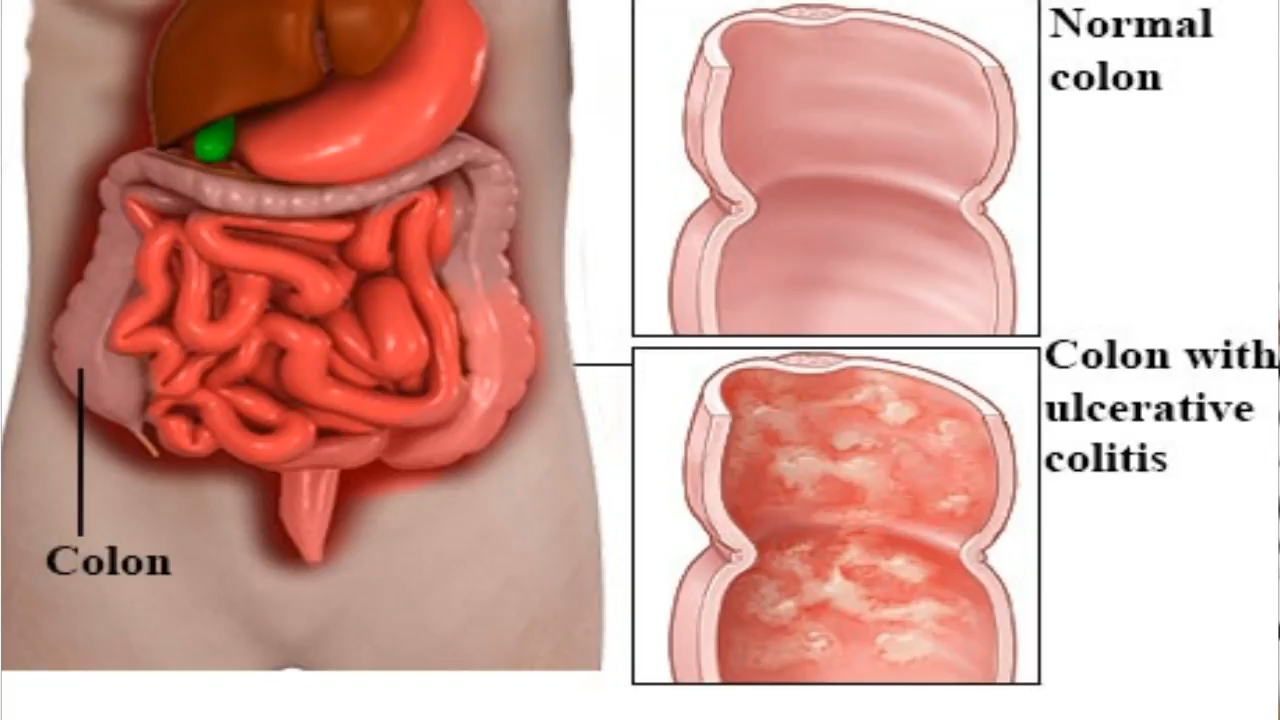 Normal
colon
Colon with
ulcerative
colitis
Colon